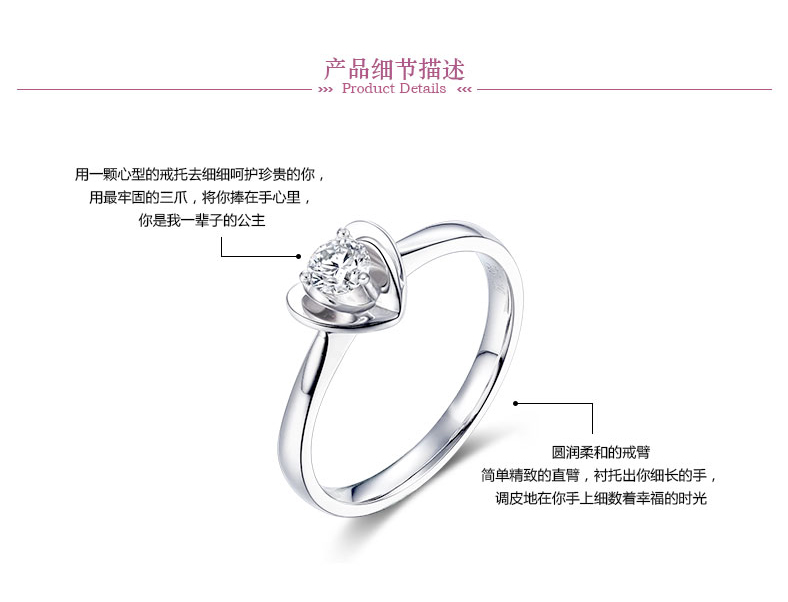 产品细节描述
››› Product Details ‹‹‹
用一颗心型的戒托去细细呵护珍贵的你，
用最牢固的三爪，将你捧在手心里，
你是我一辈子的公主
圆润柔和的戒臂
简单精致的直臂，衬托出你细长的手，
调皮地在你手上细数着幸福的时光